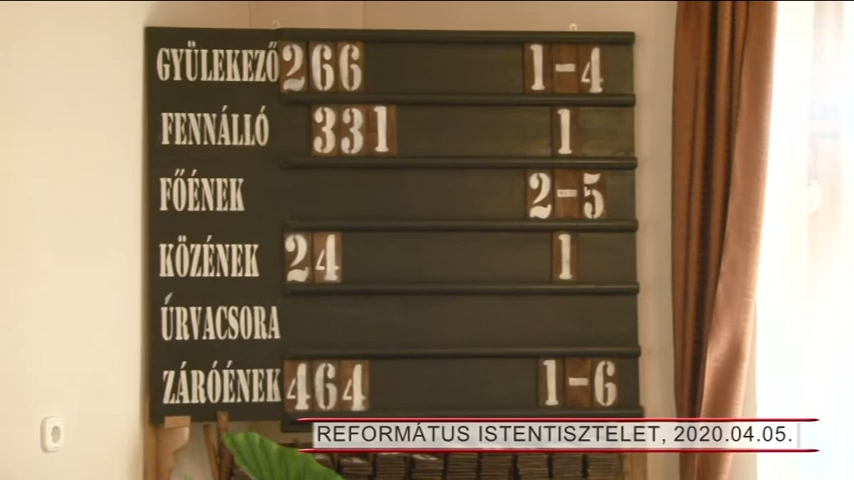 GYÜLEKEZŐ 266 1-4
FENNÁLLÓ 331 1
FŐÉNEK 2-5
KÖZÉNEK 24 1
ÚRVACSORA
ZÁRÓÉNEK 464 1-6
REFORMÁTUS ISTENTISZTELET, 2020.04.05.